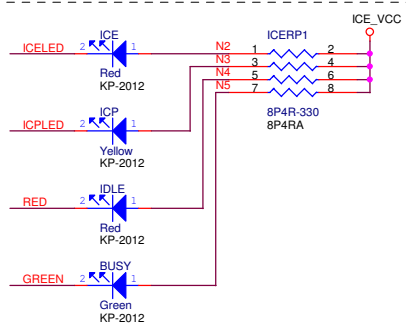 ICE_VCC
ICE
ICERP1
ICELED
2
1
N2
1
2
N3
3
4
Red
N4
5
6
KP-2012
N5
7
8
ICP
8P4R-330
ICPLED
2
1
8P4RA
Yellow
KP-2012
IDLE
RED
2
1
Red
KP-2012
BUSY
GREEN
2
1
Green
KP-2012